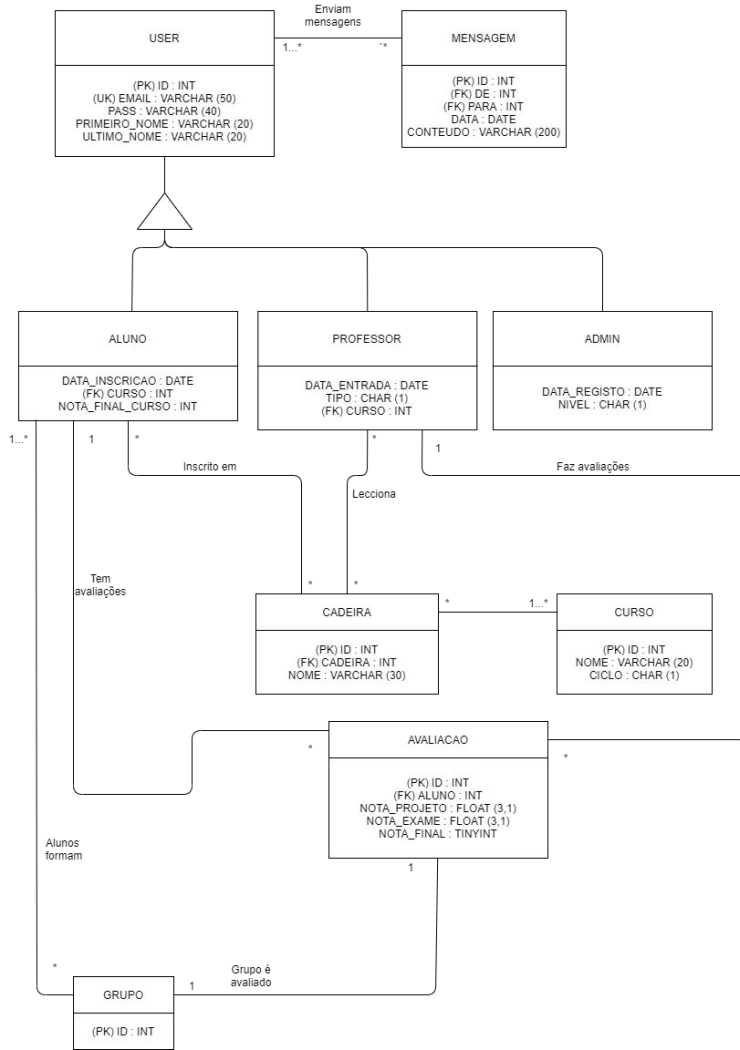 Enviam
mensagens
USER
MENSAGEM
1...*
`*
(PK) ID : INT
(UK) EMAIL : VARCHAR (50)
PASS : VARCHAR (40)
PRIMEIRO_NOME : VARCHAR (20)
ULTIMO_NOME : VARCHAR (20)
(PK) ID : INT
(FK) DE : INT
(FK) PARA : INT
DATA : DATE
CONTEUDO : VARCHAR (200)
ALUNO
PROFESSOR
ADMIN
DATA_INSCRICAO : DATE
(FK) CURSO : INT
NOTA_FINAL_CURSO : INT
DATA_ENTRADA : DATE
TIPO : CHAR (1)
(FK) CURSO : INT
DATA_REGISTO : DATE
NIVEL : CHAR (1)
1...*
1
*
*
1
Inscrito em
Faz avaliações
Lecciona
Tem
avaliações
*
*
CADEIRA
*
1...*
CURSO
(PK) ID : INT
(FK) CADEIRA : INT
NOME : VARCHAR (30)
(PK) ID : INT
NOME : VARCHAR (20)
CICLO : CHAR (1)
*
AVALIACAO
*
(PK) ID : INT
(FK) ALUNO : INT
NOTA_PROJETO : FLOAT (3,1)
NOTA_EXAME : FLOAT (3,1)
NOTA_FINAL : TINYINT
Alunos
formam
1
*
Grupo é
avaliado
1
GRUPO
(PK) ID : INT